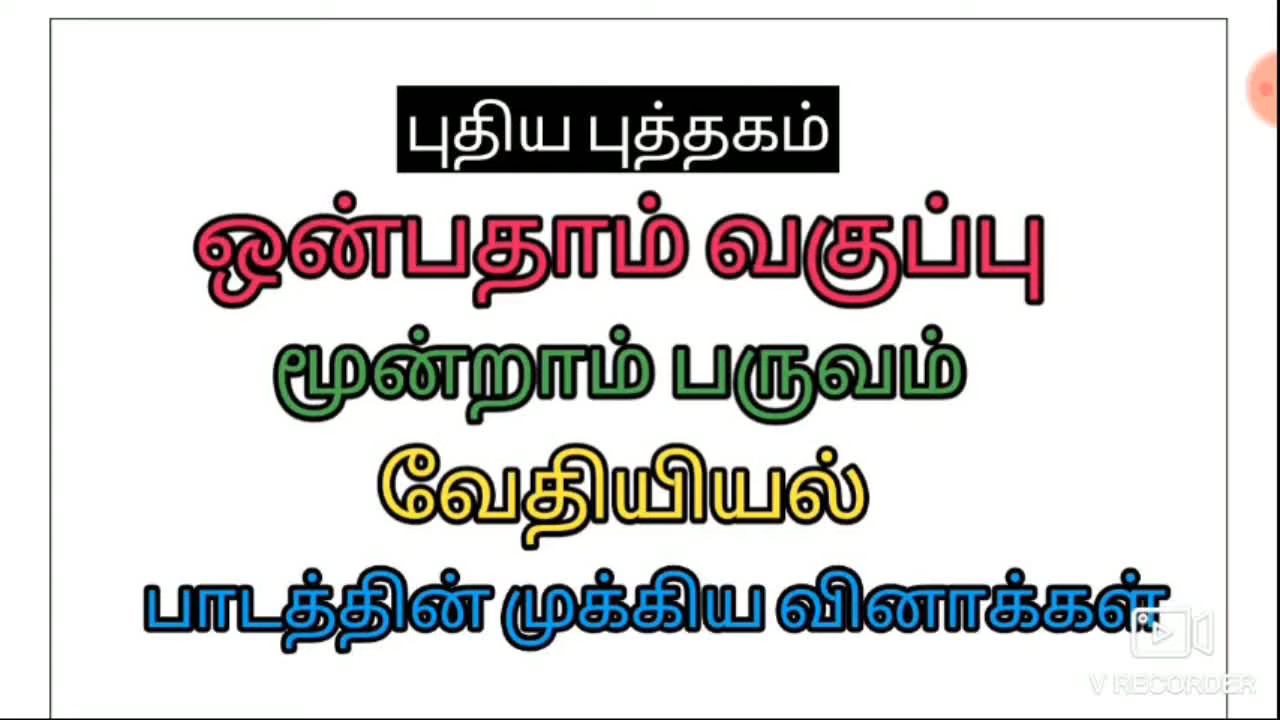 புதிய புத்தகம்
ஒன்பதாம் வகுப்பு
மூன்றாம் பருவம்
வேதியியல்
பாடத்தின் முக்கிய வினாக்கள்
V RECORDER